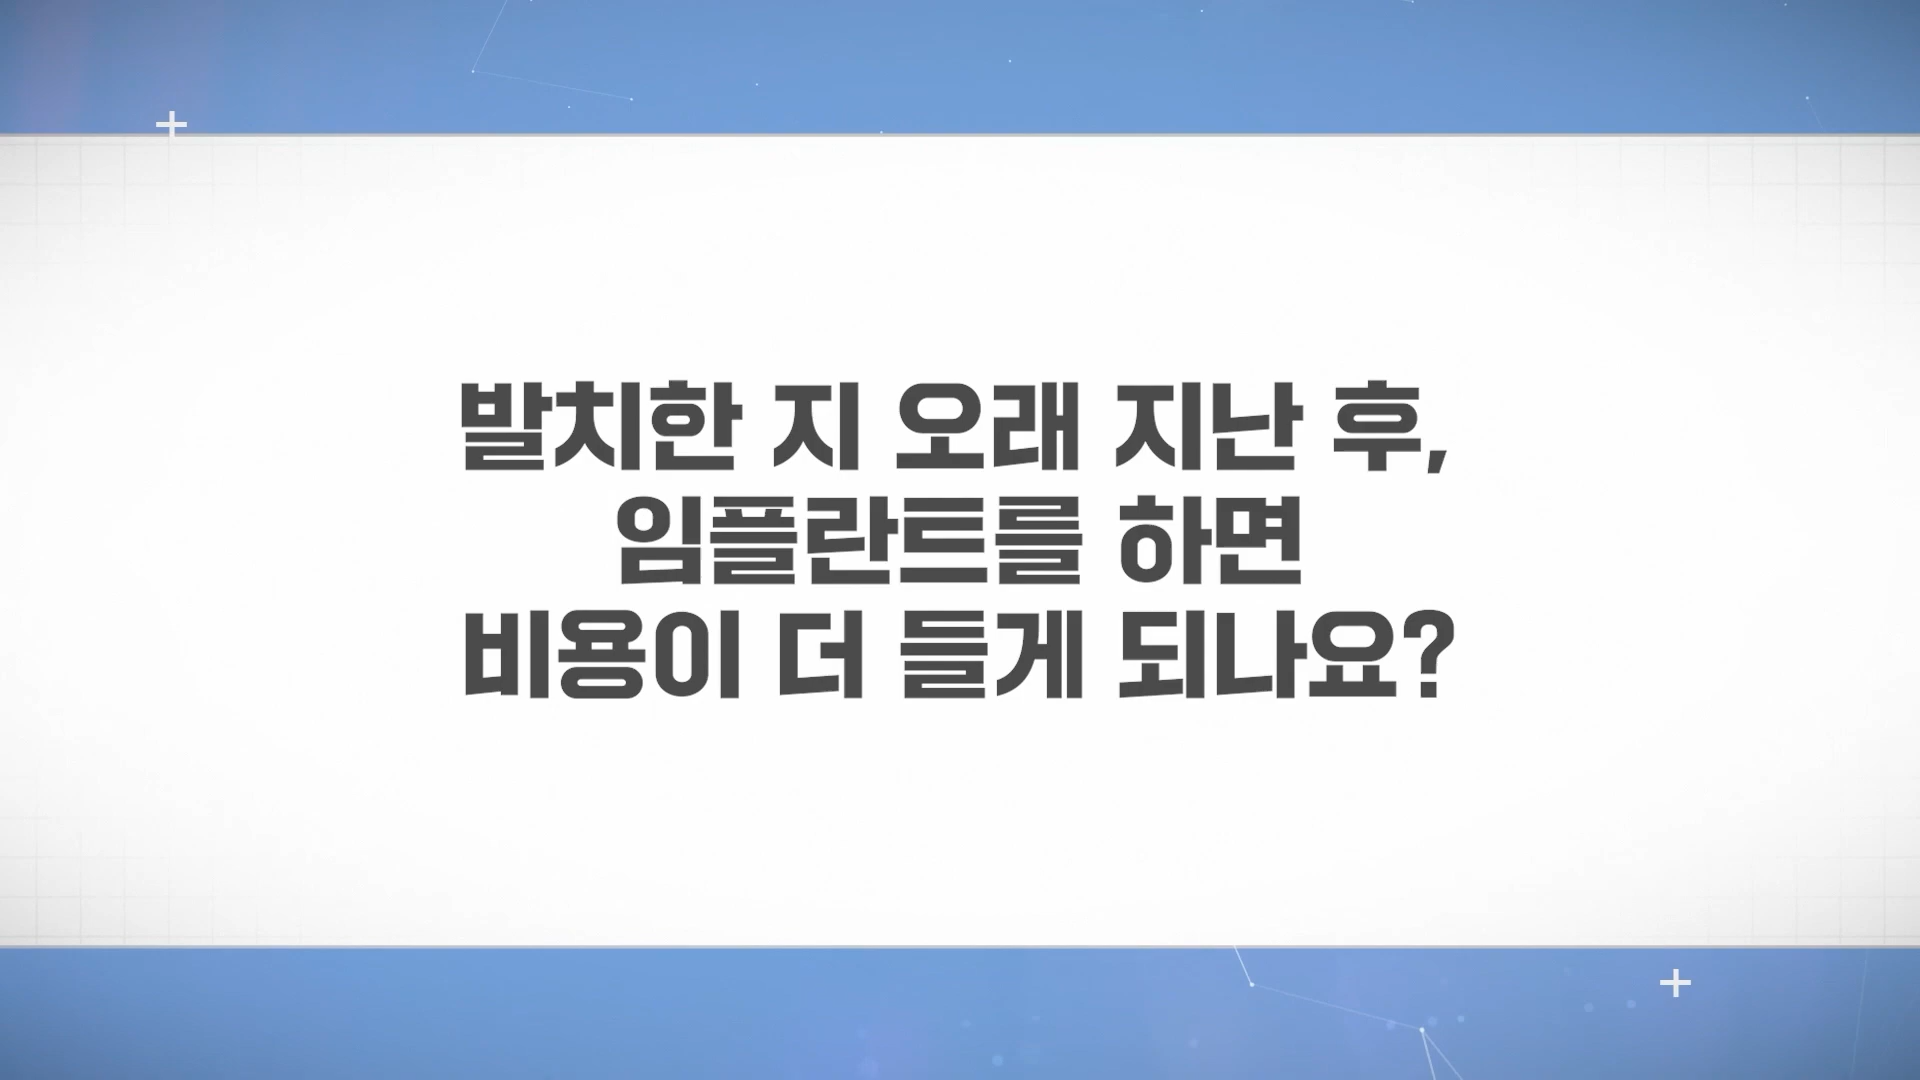 발치한 지 오래 지난 후,
임플란트를 하면
비용이 더 들게 되나요?